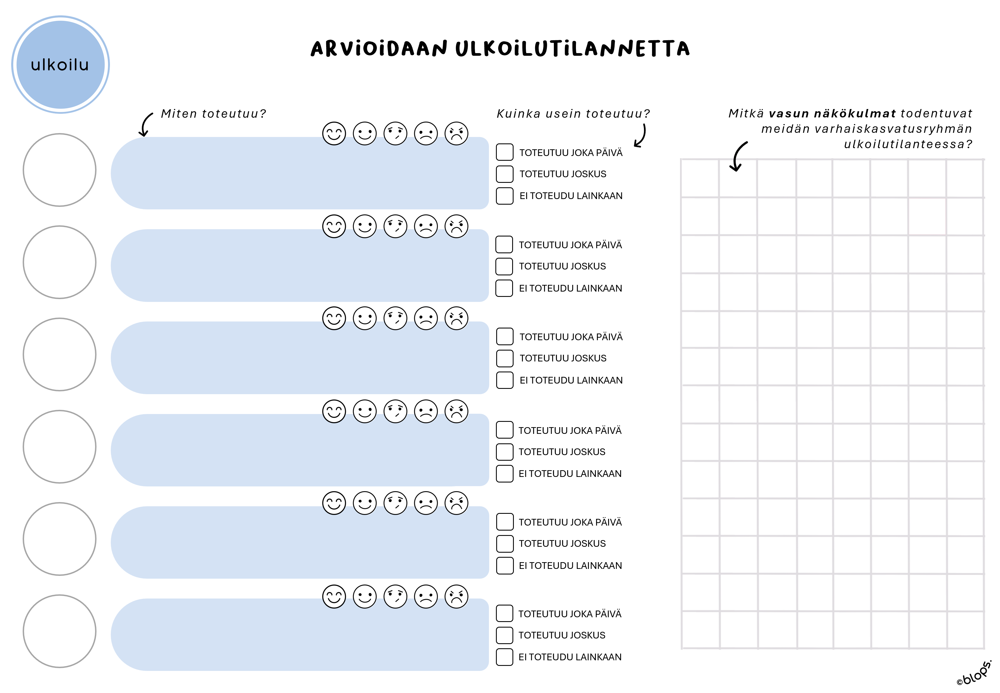 ulkoilu
ARViOiDAAN ULKOiLUTiLANNETTA
Miten toteutuu?
Kuinka usein toteutuu?
Mitkä vasun näkökulmat todentuvat
meidän varhaiskasvatusryhmän
ulkoilutilanteessa?
TOTEUTUU JOKA PÄIVÄ
TOTEUTUU JOSKUS
EI TOTEUDU LAINKAAN
TOTEUTUU JOKA PÄIVÄ
TOTEUTUU JOSKUS
EI TOTEUDU LAINKAAN
TOTEUTUU JOKA PÄIVÄ
TOTEUTUU JOSKUS
EI TOTEUDU LAINKAAN
TOTEUTUU JOKA PÄIVÄ
TOTEUTUU JOSKUS
EI TOTEUDU LAINKAAN
TOTEUTUU JOKA PÄIVÄ
TOTEUTUU JOSKUS
EI TOTEUDU LAINKAAN
TOTEUTUU JOKA PÄIVÄ
TOTEUTUU JOSKUS
EI TOTEUDU LAINKAAN
©blops.